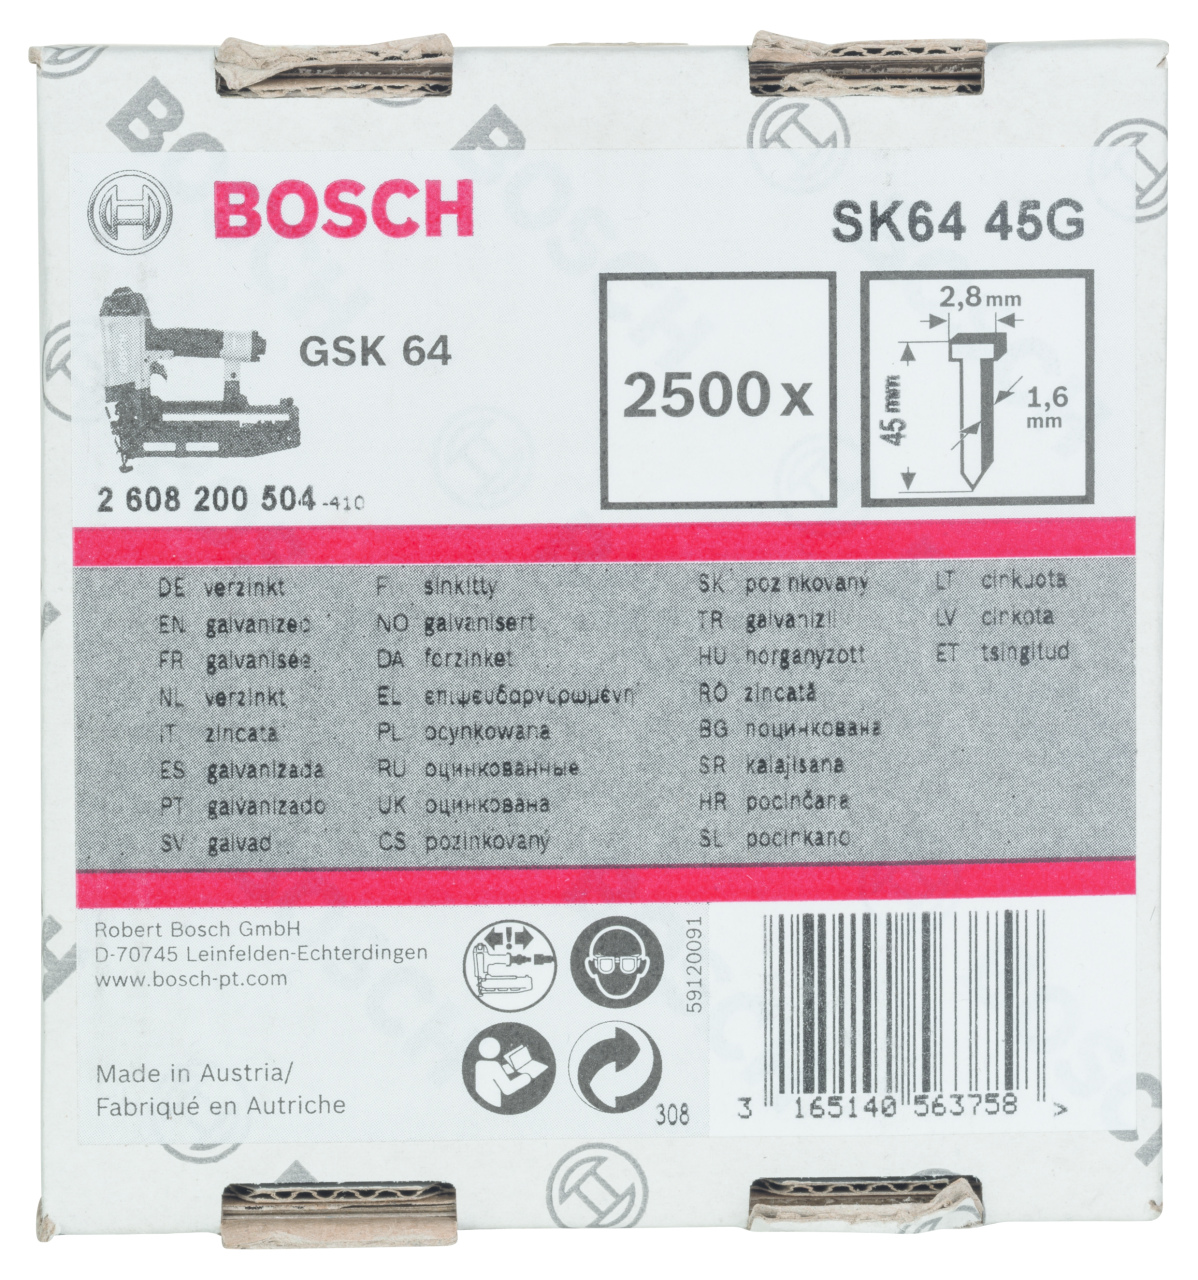 BOSCH
SK64 45G
GSK 64
2500 x
2,8 mm
45 mm
1,6 mm
2 608 200 504 -410
DE verzinkt
EN galvanized
FR galvanisée
NL verzinkt
IT zincata
ES galvanizada
PT galvanizado
SV galvad
FI sinkitty
NO galvanisert
DA forzinket
EL επιψευδαργυρωμένη
PL ocynkowana
RU оцинкованные
UK оцинкована
CS pozinkovaný
SK pozinkovaný
TR galvanizli
HU horganyzott
RO zincată
BG поцинкована
SR kalajisana
HR pocinčana
SL pocinkano
LT cinkuota
LV cinkota
ET tsingitud
Robert Bosch GmbH
D-70745 Leinfelden-Echterdingen
www.bosch-pt.com
Made in Austria/
Fabriqué en Autriche
308
59120091
3 165140 563758 >